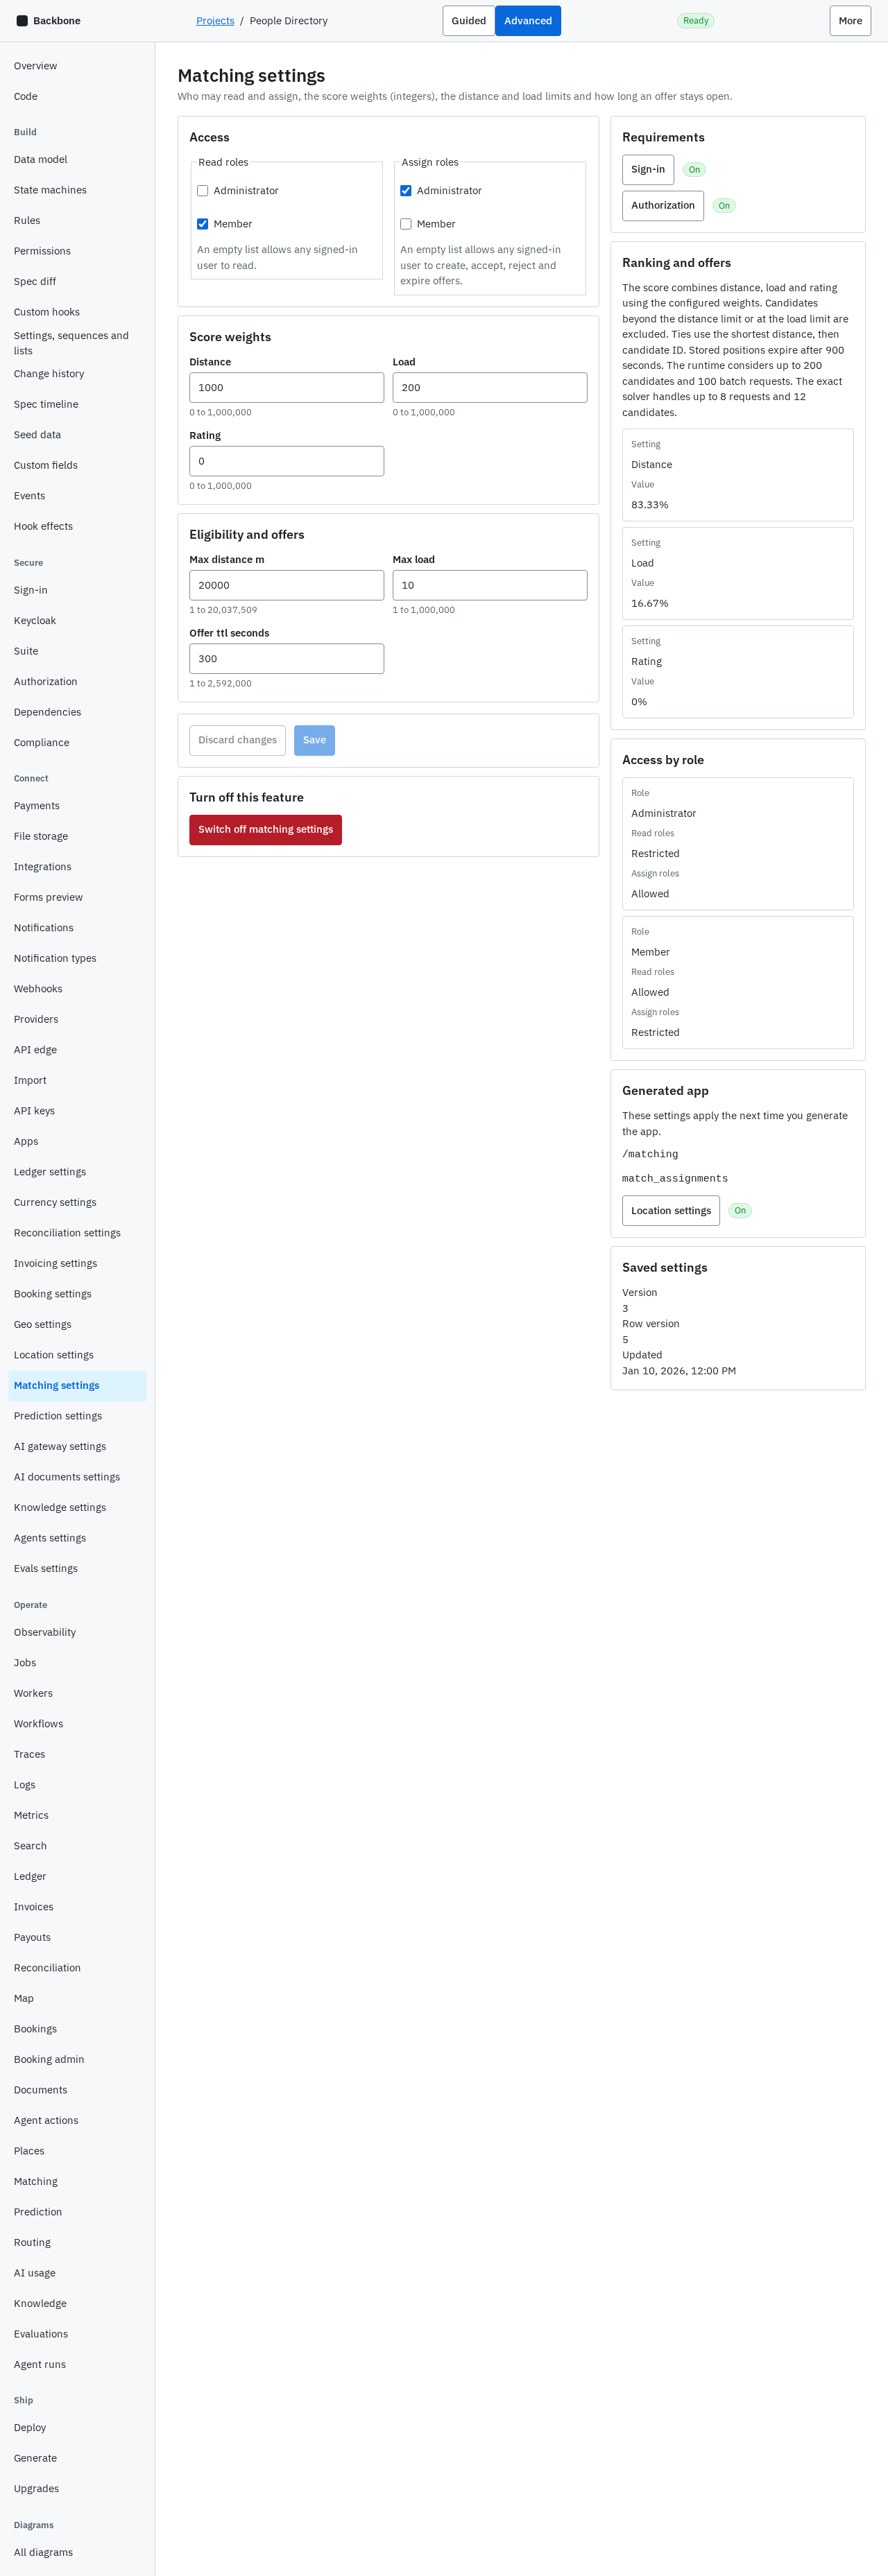 Backbone
Projects / People Directory
Guided
Advanced
Ready
More
Overview
Code
Build
Data model
State machines
Rules
Permissions
Spec diff
Custom hooks
Settings, sequences and
lists
Change history
Spec timeline
Seed data
Custom fields
Events
Hook effects
Secure
Sign-in
Keycloak
Suite
Authorization
Dependencies
Compliance
Connect
Payments
File storage
Integrations
Forms preview
Notifications
Notification types
Webhooks
Providers
API edge
Import
API keys
Apps
Ledger settings
Currency settings
Reconciliation settings
Invoicing settings
Booking settings
Geo settings
Location settings
Matching settings
Prediction settings
AI gateway settings
AI documents settings
Knowledge settings
Agents settings
Evals settings
Operate
Observability
Jobs
Workers
Workflows
Traces
Logs
Metrics
Search
Ledger
Invoices
Payouts
Reconciliation
Map
Bookings
Booking admin
Documents
Agent actions
Places
Matching
Prediction
Routing
AI usage
Knowledge
Evaluations
Agent runs
Ship
Deploy
Generate
Upgrades
Diagrams
All diagrams
Matching settings
Who may read and assign, the score weights (integers), the distance and load limits and how long an offer stays open.
Access
Read roles
Administrator
Member
An empty list allows any signed-in
user to read.
Assign roles
Administrator
Member
An empty list allows any signed-in
user to create, accept, reject and
expire offers.
Score weights
Distance
1000
0 to 1,000,000
Load
200
0 to 1,000,000
Rating
0
0 to 1,000,000
Eligibility and offers
Max distance m
20000
1 to 20,037,509
Max load
10
1 to 1,000,000
Offer ttl seconds
300
1 to 2,592,000
Discard changes
Save
Turn off this feature
Switch off matching settings
Requirements
Sign-in
On
Authorization
On
Ranking and offers
The score combines distance, load and rating
using the configured weights. Candidates
beyond the distance limit or at the load limit are
excluded. Ties use the shortest distance, then
candidate ID. Stored positions expire after 900
seconds. The runtime considers up to 200
candidates and 100 batch requests. The exact
solver handles up to 8 requests and 12
candidates.
Setting
Distance
Value
83.33%
Setting
Load
Value
16.67%
Setting
Rating
Value
0%
Access by role
Role
Administrator
Read roles
Restricted
Assign roles
Allowed
Role
Member
Read roles
Allowed
Assign roles
Restricted
Generated app
These settings apply the next time you generate
the app.
/matching
match_assignments
Location settings
On
Saved settings
Version
3
Row version
5
Updated
Jan 10, 2026, 12:00 PM